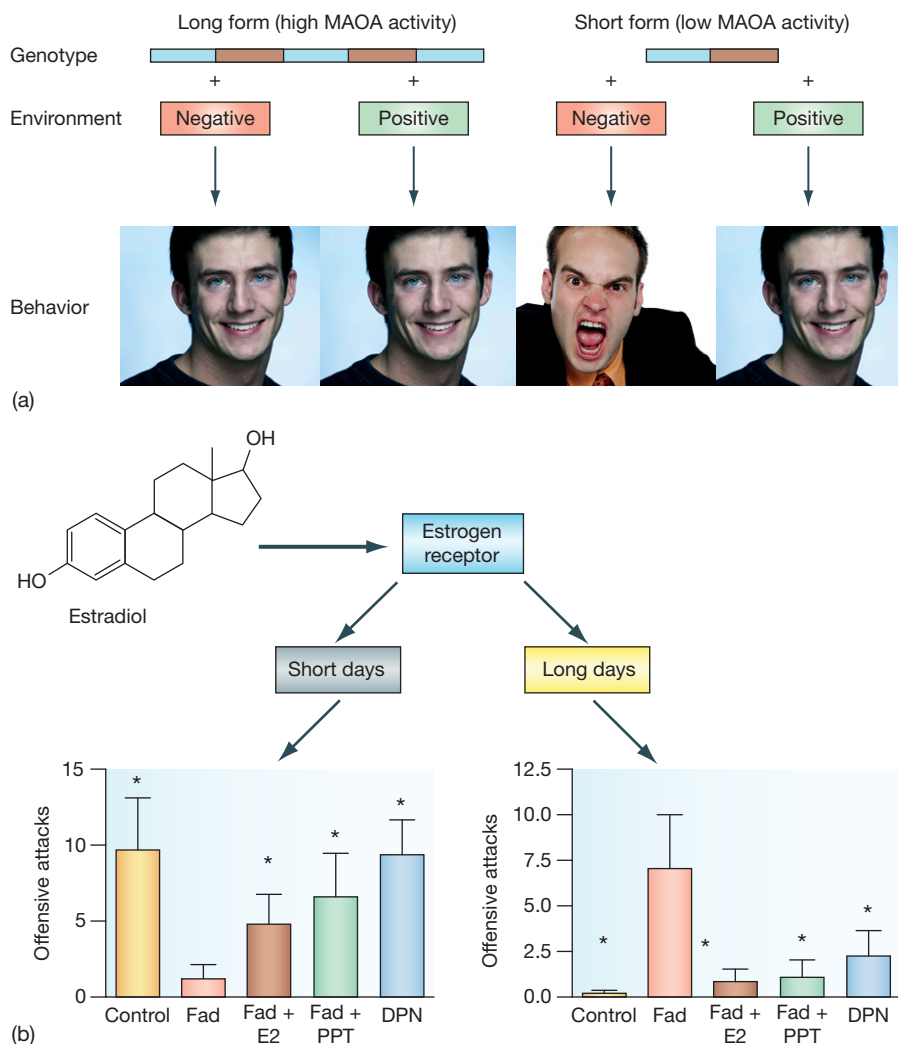 Long form (high MAOA activity)
Short form (low MAOA activity)
Genotype
+
+
+
+
Environment
Negative
Positive
Negative
Positive
Behavior
(a)
OH
HO
Estradiol
Estrogen
receptor
Short days
Long days
15
10
5
0
Offensive attacks
*
*
*
*
Control
Fad
Fad +
E2
Fad +
PPT
DPN
12.5
10.0
7.5
5.0
2.5
0.0
Offensive attacks
*
*
*
*
Control
Fad
Fad +
E2
Fad +
PPT
DPN
(b)